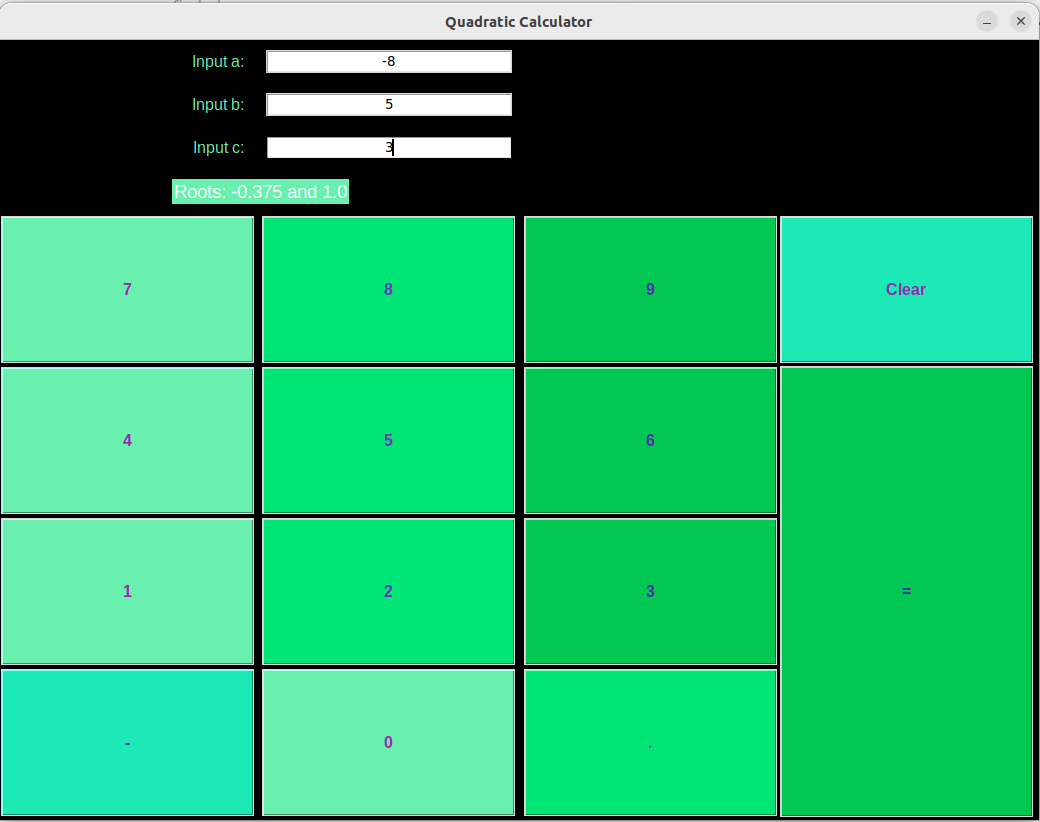 Quadratic Calculator
Input a: -8
Input b: 5
Input c: 3
Roots: -0.375 and 1.0
7 8 9 Clear
4 5 6
1 2 3 =
- 0 .